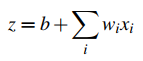 z = b + ∑ᵢ wᵢxᵢ